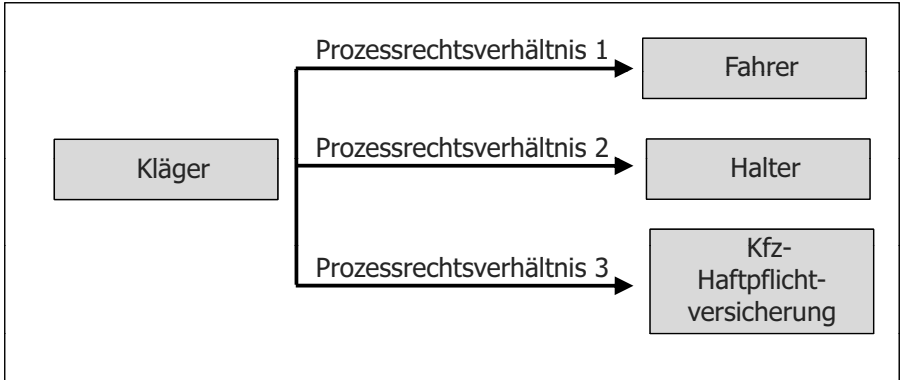 Prozessrechtsverhältnis 1
Fahrer
Prozessrechtsverhältnis 2
Kläger
Halter
Prozessrechtsverhältnis 3
Kfz-
Haftpflicht-
versicherung